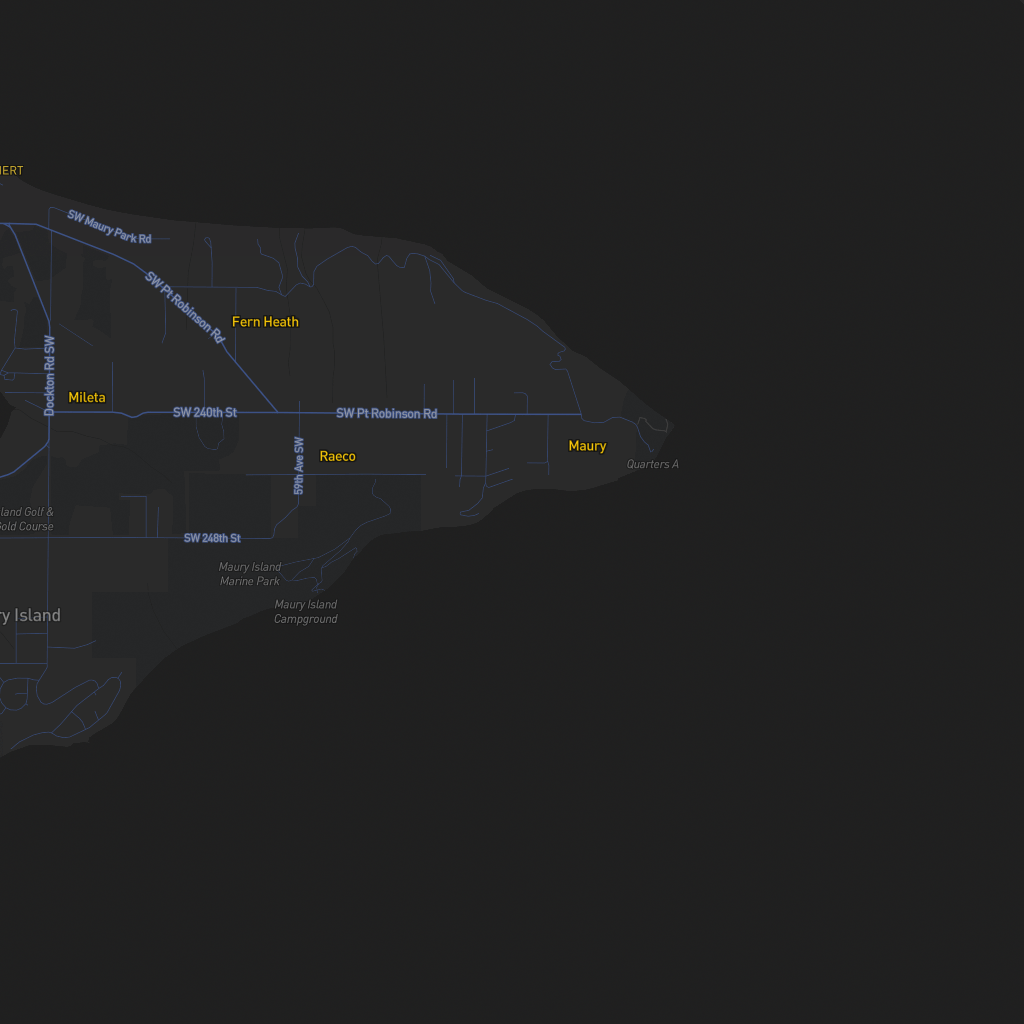 SW Maury Park Rd
SW Pt Robinson Rd
Fern Heath
Dockton Rd SW
Mileta
SW 240th St
SW Pt Robinson Rd
59th Ave SW
Raeco
Maury
Quarters A
land Golf &
Gold Course
SW 248th St
Maury Island
Marine Park
Maury Island
Campground
ry Island